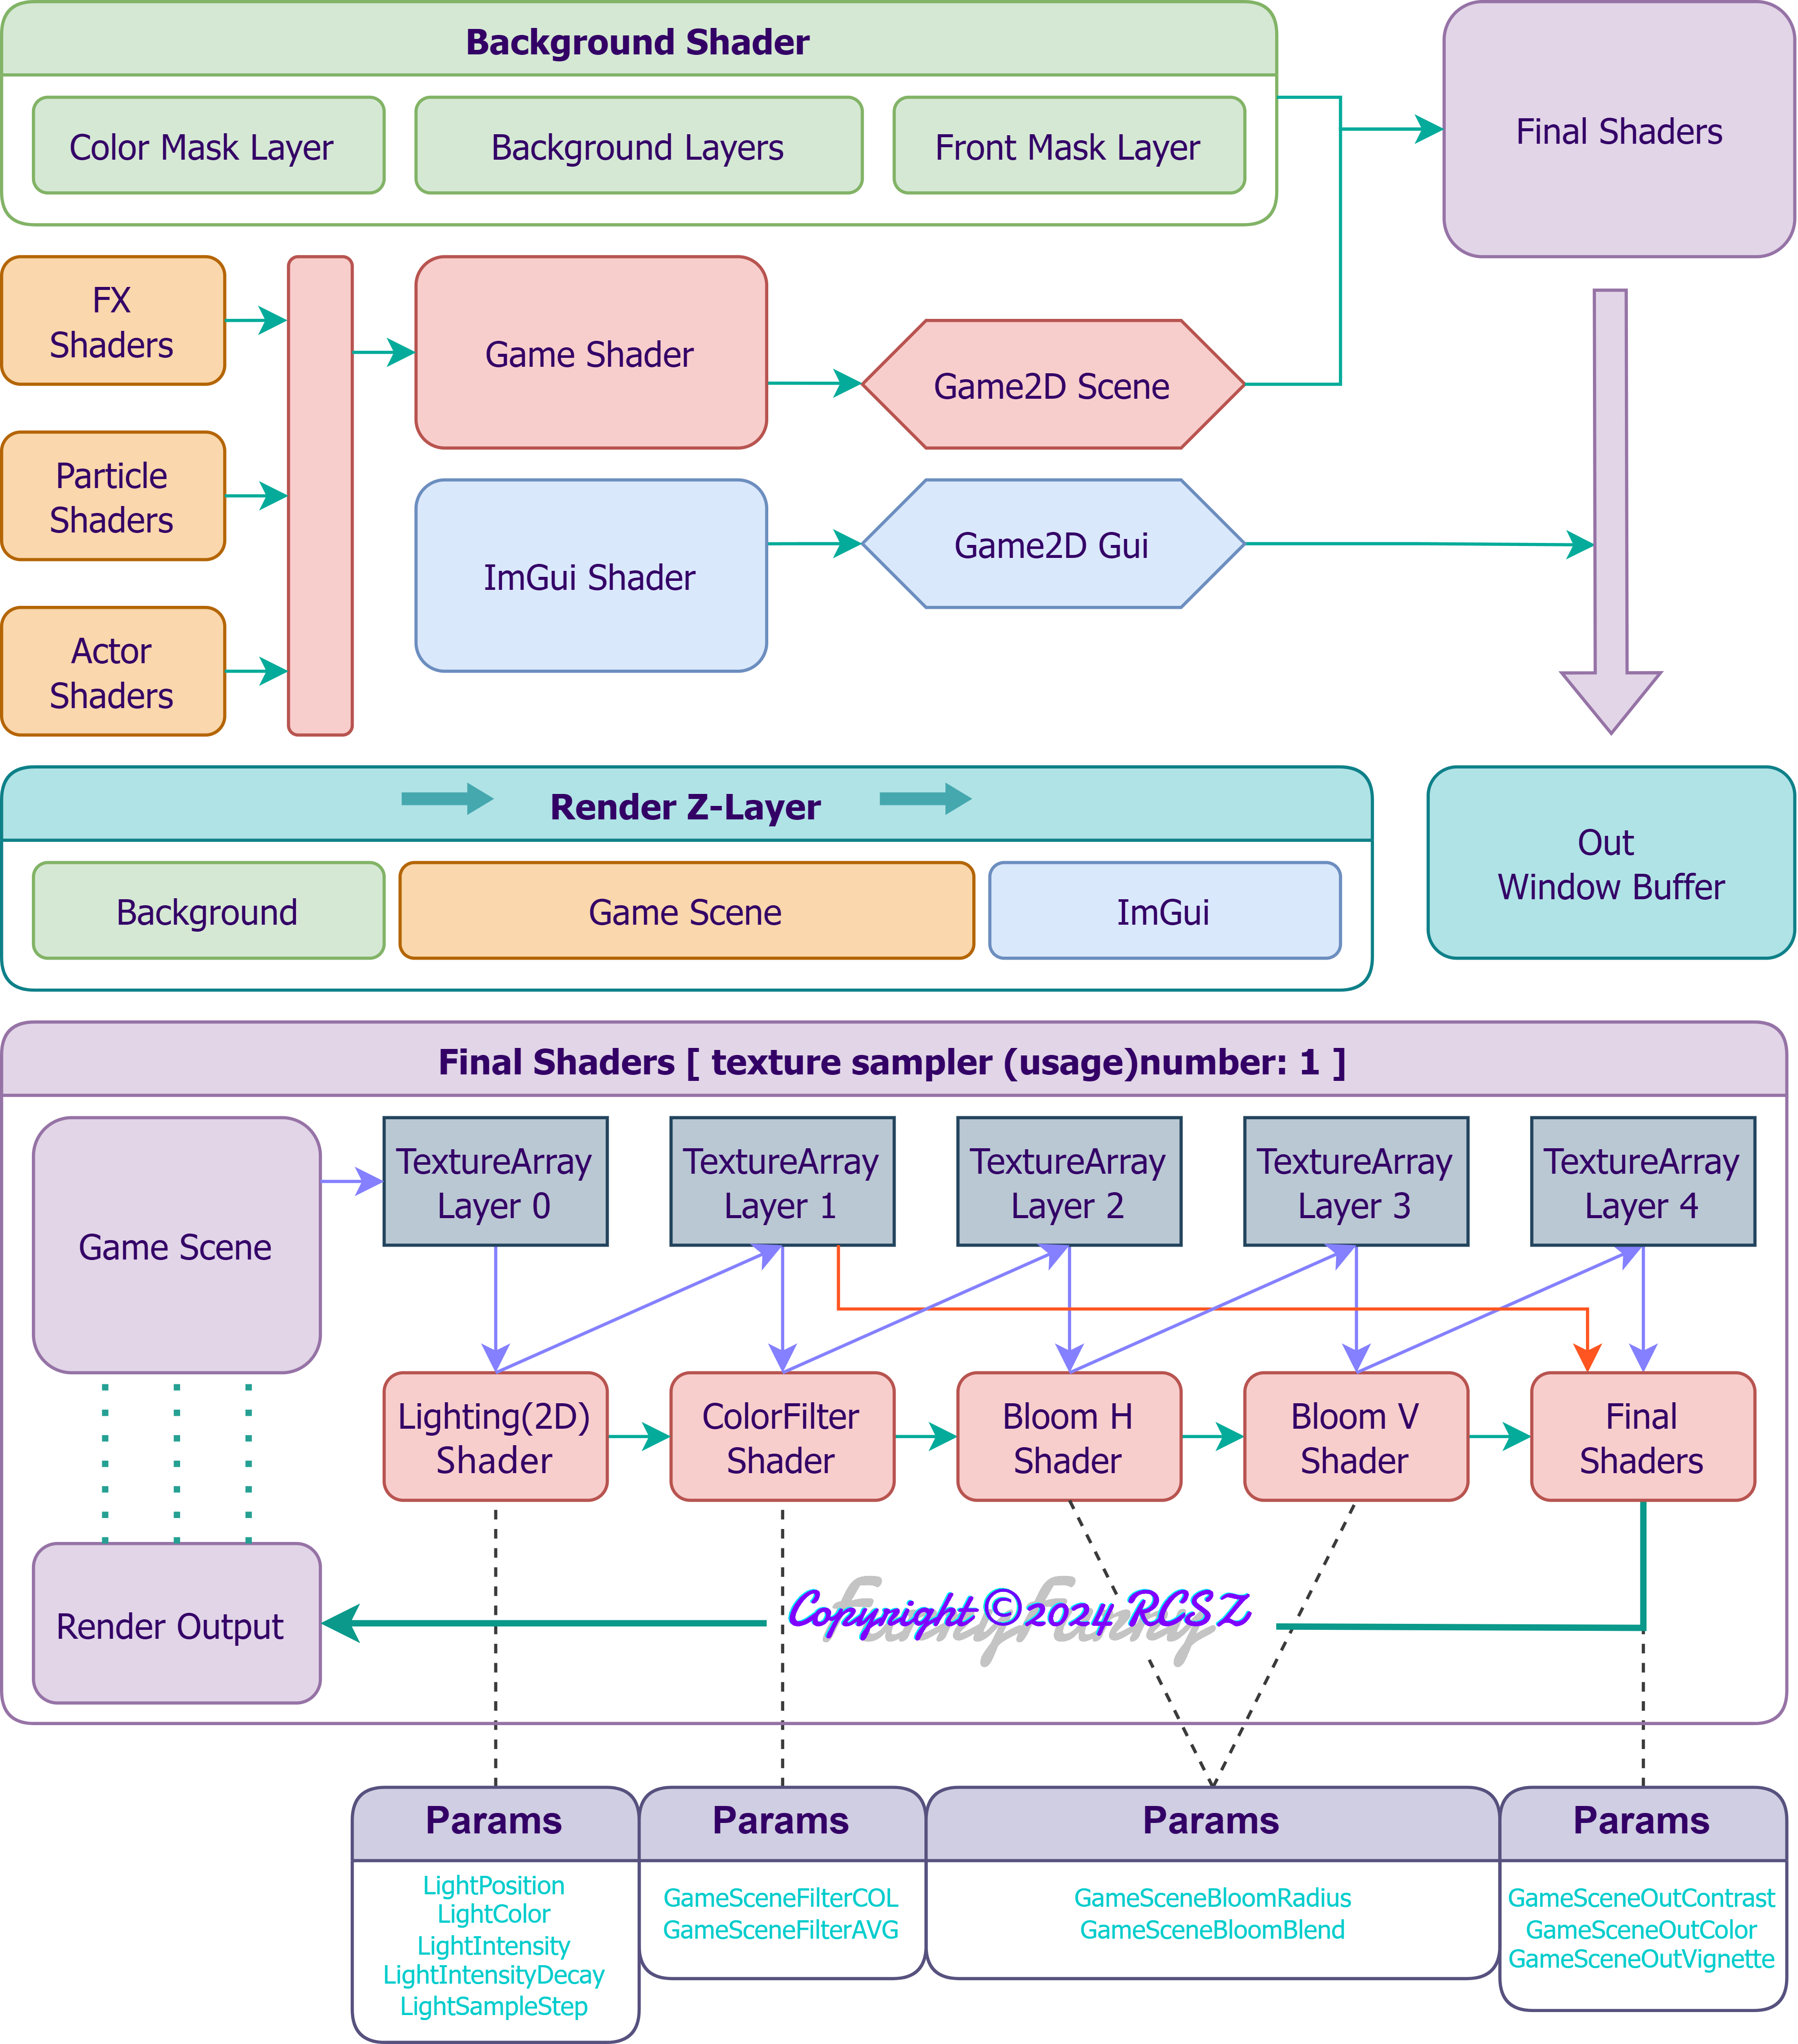 Background Shader
Color Mask Layer
Background Layers
Front Mask Layer
Final Shaders
FX
Shaders
Particle
Shaders
Actor
Shaders
Game Shader
Game2D Scene
ImGui Shader
Game2D Gui
Render Z-Layer
Background
Game Scene
ImGui
Out
Window Buffer
Final Shaders [ texture sampler (usage)number: 1 ]
Game Scene
TextureArray
Layer 0
TextureArray
Layer 1
TextureArray
Layer 2
TextureArray
Layer 3
TextureArray
Layer 4
Lighting(2D)
Shader
ColorFilter
Shader
Bloom H
Shader
Bloom V
Shader
Final
Shaders
Render Output
FunnyFunny
Copyright ©2024 RCSZ
Params
LightPosition
LightColor
LightIntensity
LightIntensityDecay
LightSampleStep
Params
GameSceneFilterCOL
GameSceneFilterAVG
Params
GameSceneBloomRadius
GameSceneBloomBlend
Params
GameSceneOutContrast
GameSceneOutColor
GameSceneOutVignette